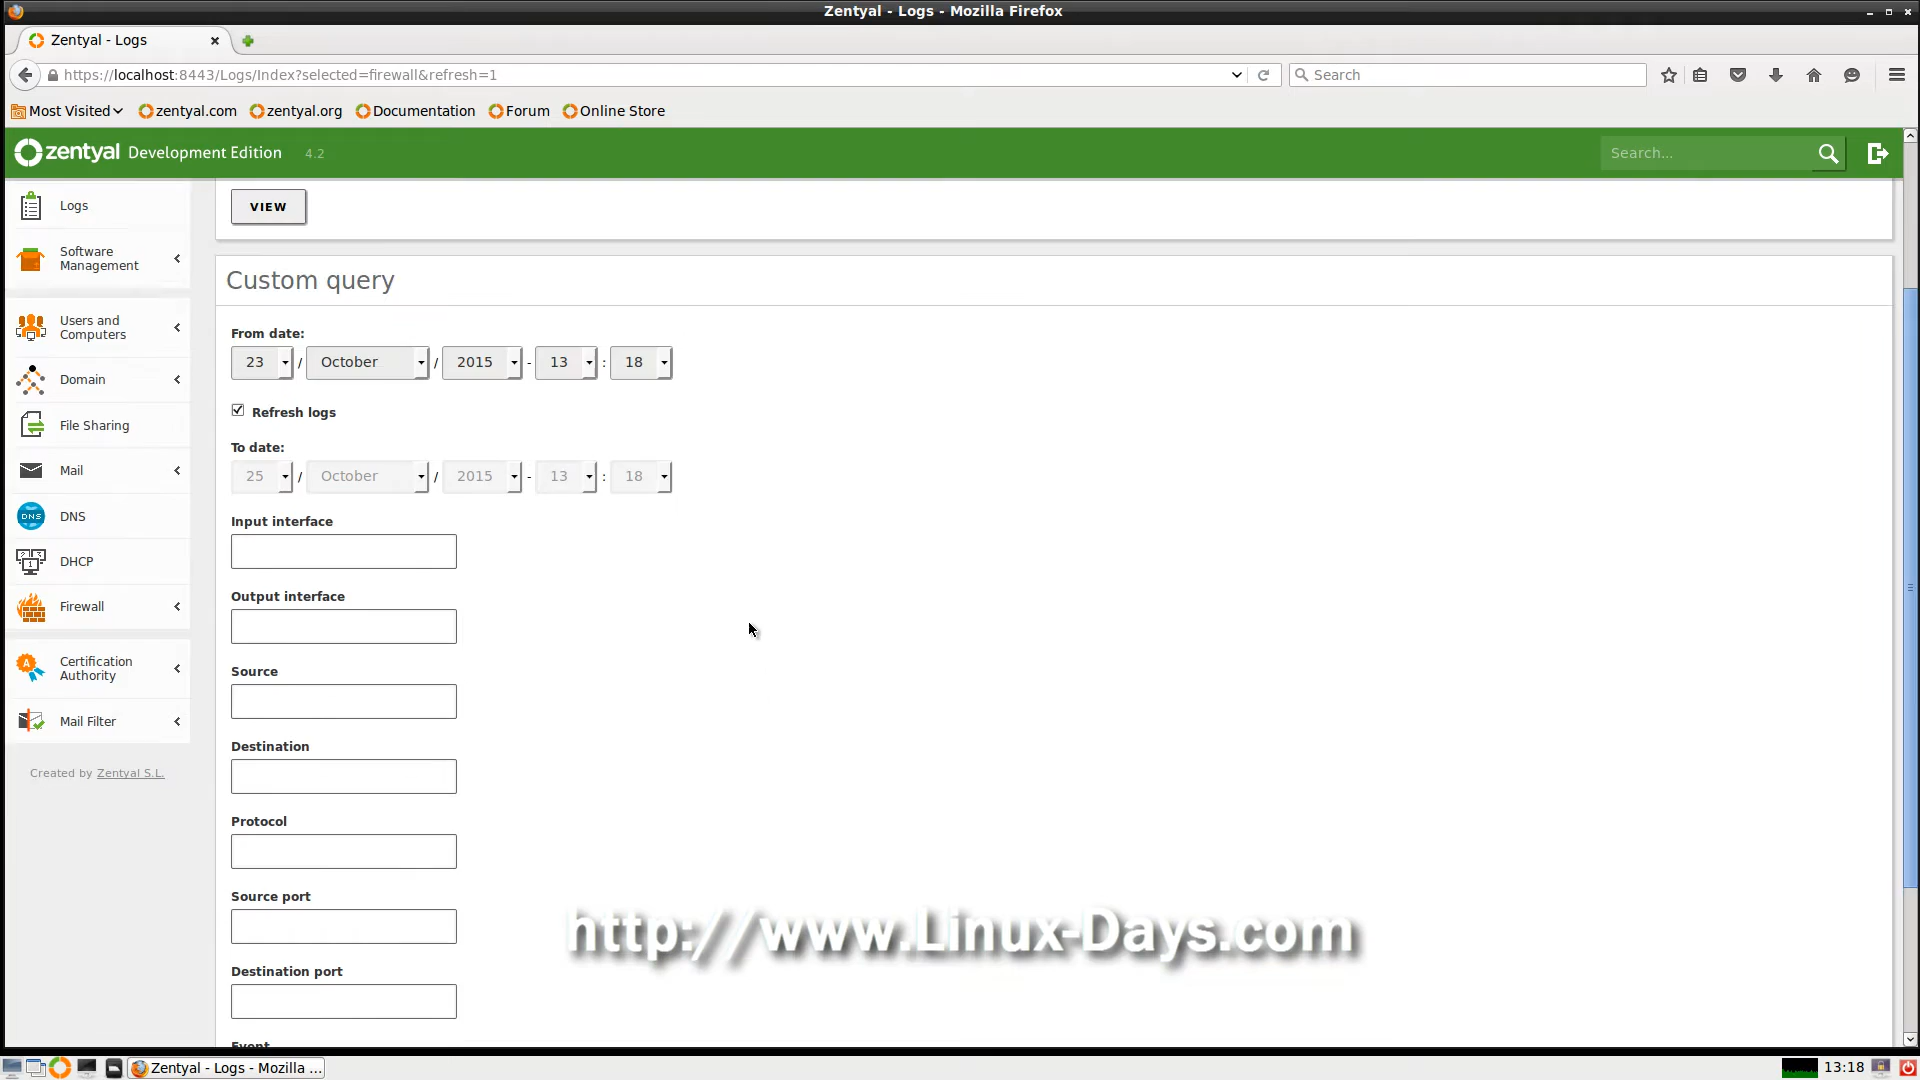 Zentyal - Logs - Mozilla Firefox
Zentyal - Logs
https://localhost:8443/Logs/Index?selected=firewall&refresh=1
Search
Most Visited
zentyal.com
zentyal.org
Documentation
Forum
Online Store
zentyal Development Edition 4.2
Search...
Logs
Software
Management
Users and
Computers
Domain
File Sharing
Mail
DNS
DNS
DHCP
Firewall
Certification
Authority
Mail Filter
Created by Zentyal S.L.
VIEW
Custom query
From date:
23 / October / 2015 - 13 : 18
Refresh logs
To date:
25 / October / 2015 - 13 : 18
Input interface
Output interface
Source
Destination
Protocol
Source port
Destination port
Event
http://www.Linux-Days.com
Zentyal - Logs - Mozilla ...
13:18